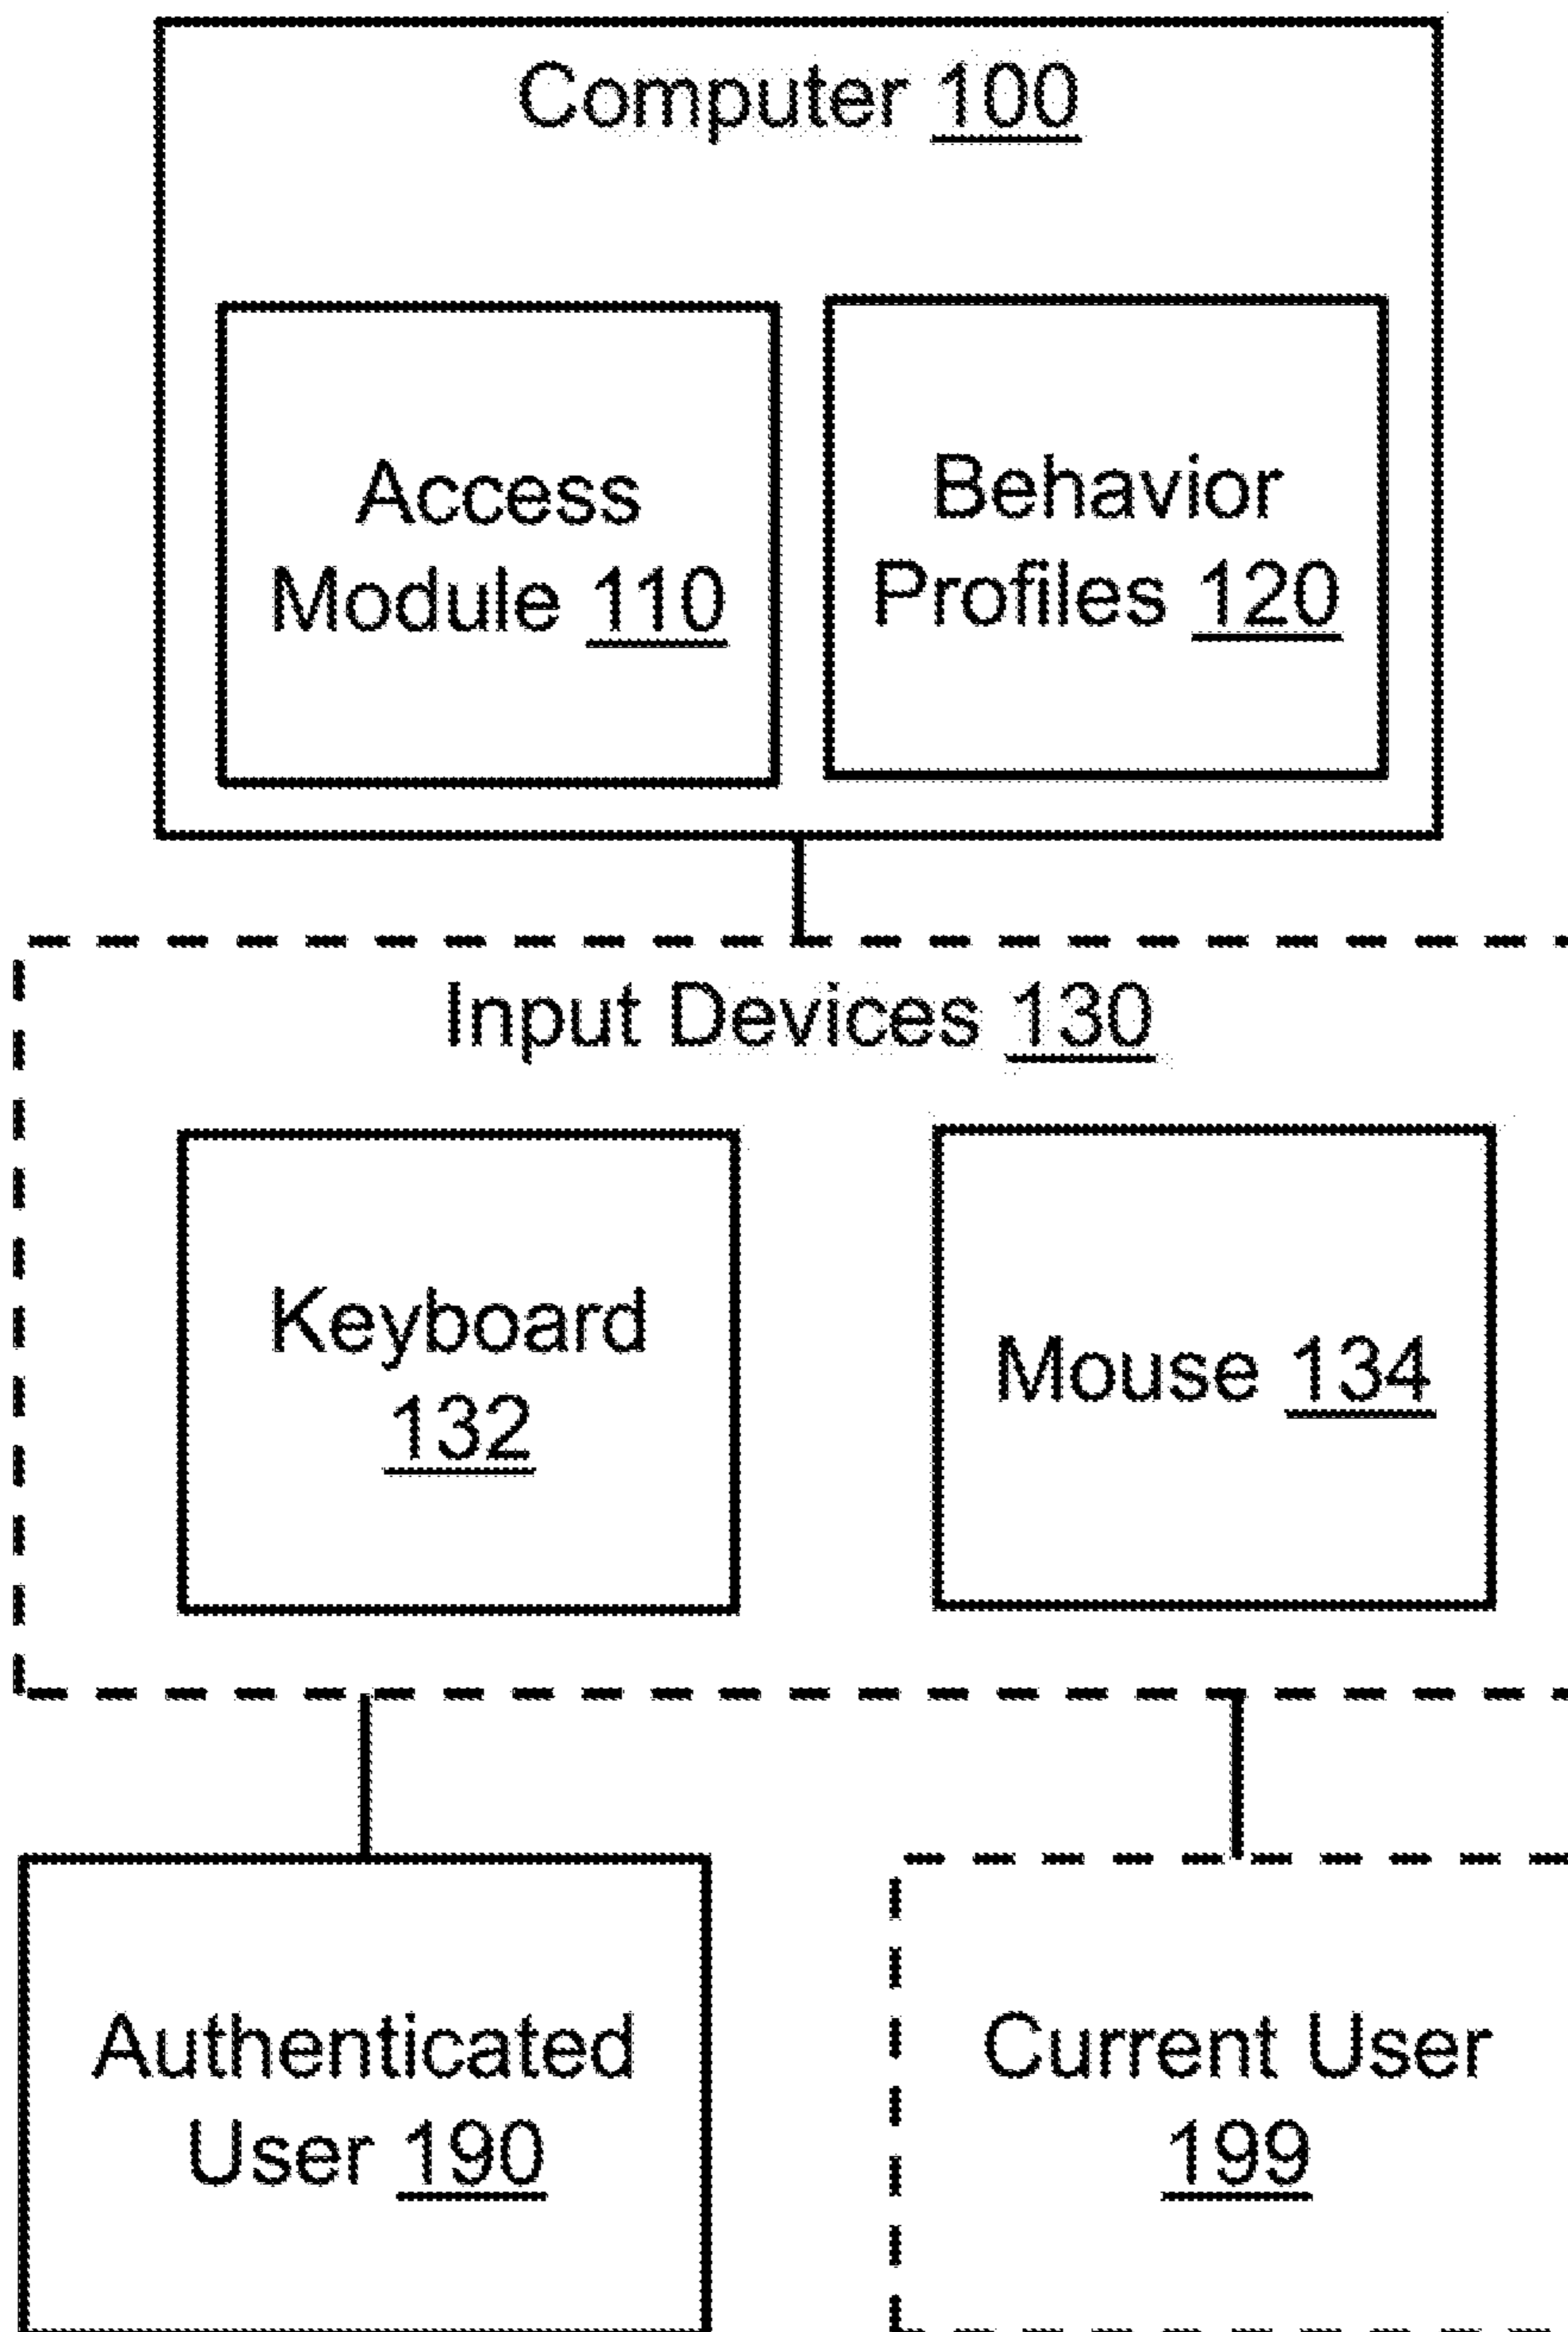 Computer 100
Access
Module 110
Behavior
Profiles 120
Input Devices 130
Keyboard
132
Mouse 134
Authenticated
User 190
Current User
199